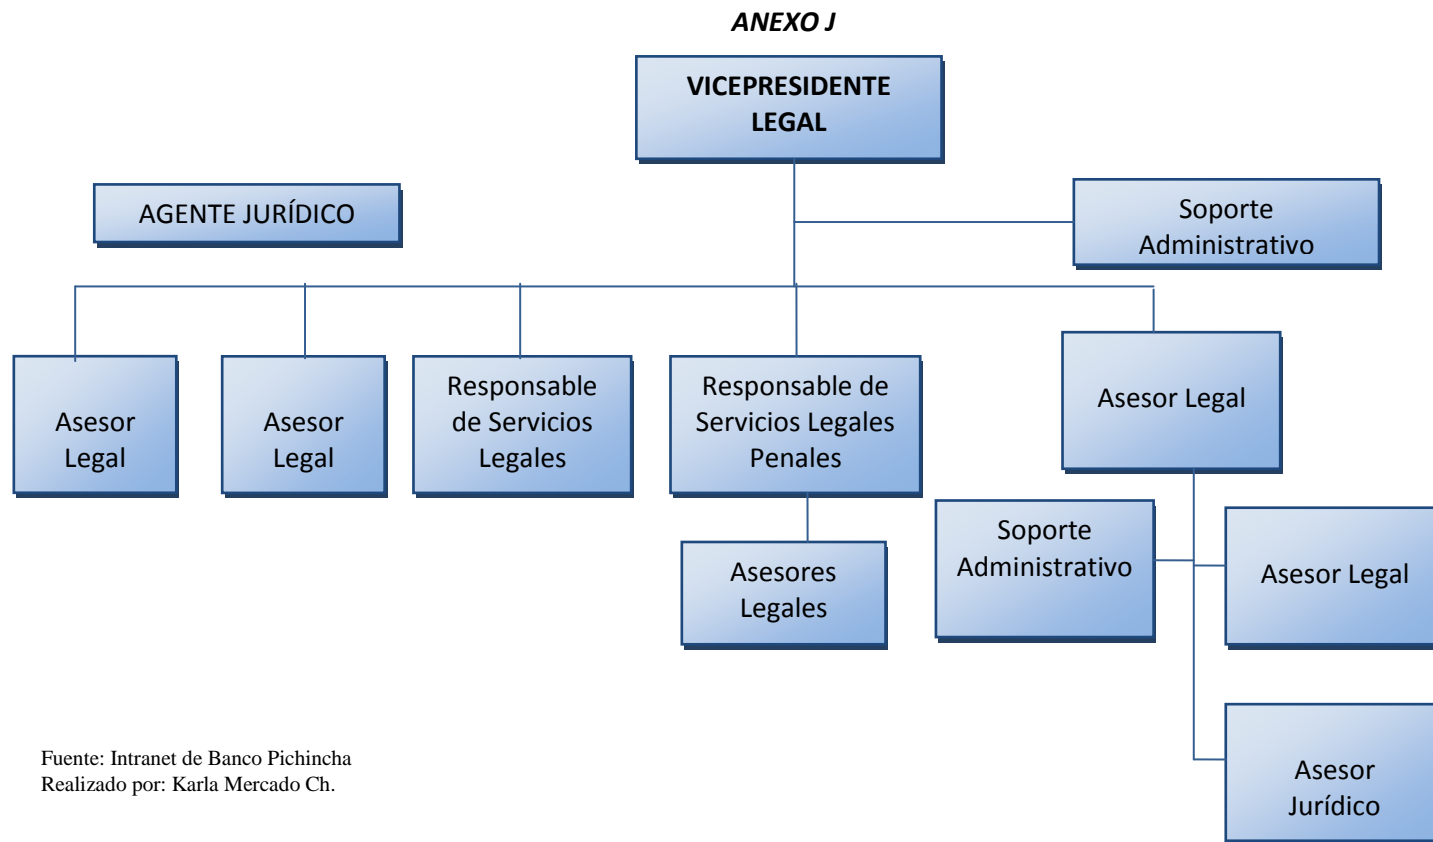 ANEXO J
VICEPRESIDENTE
LEGAL
AGENTE JURÍDICO
Soporte
Administrativo
Asesor
Legal
Asesor
Legal
Responsable
de Servicios
Legales
Responsable de
Servicios Legales
Penales
Asesor Legal
Asesores
Legales
Soporte
Administrativo
Asesor Legal
Asesor
Jurídico
Fuente: Intranet de Banco Pichincha
Realizado por: Karla Mercado Ch.